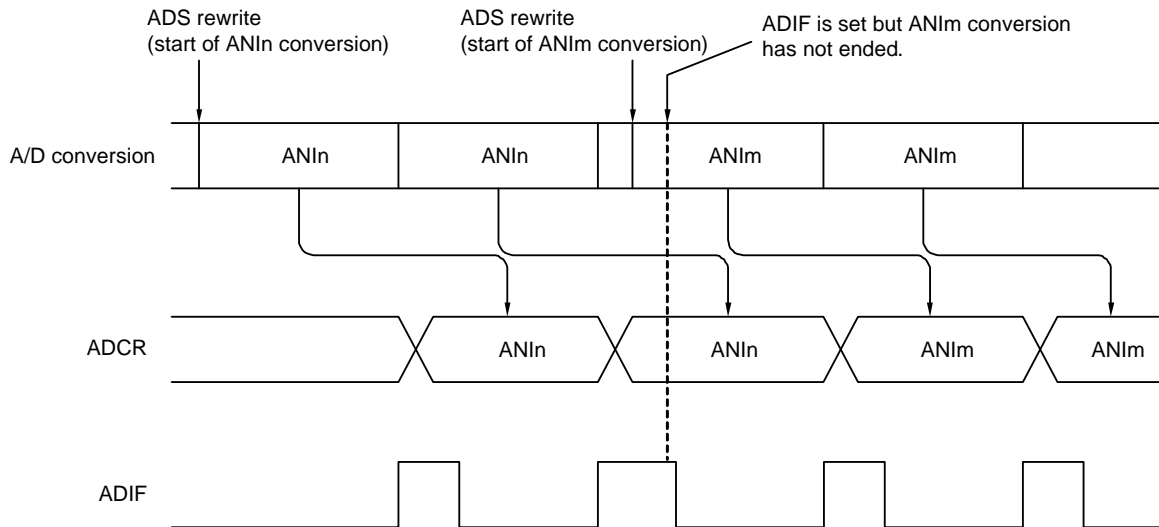 ADS rewrite
(start of ANIn conversion)
ADS rewrite
(start of ANIm conversion)
ADIF is set but ANIm conversion
has not ended.
A/D conversion
ANIn
ANIn
ANIm
ANIm
ADCR
ANIn
ANIn
ANIm
ANIm
ADIF